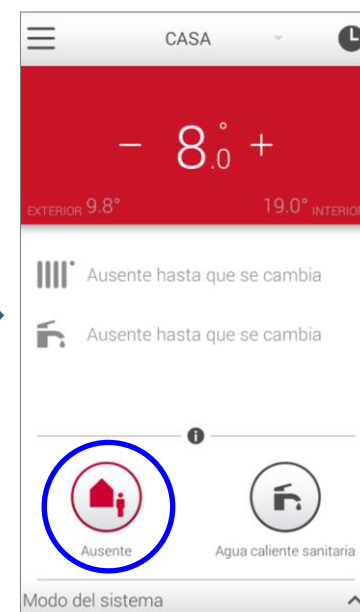 CASA
− 8.0° +
EXTERIOR 9.8° 19.0° INTERIOR
Ausente hasta que se cambia
Ausente hasta que se cambia
Ausente Agua caliente sanitaria
Modo del sistema